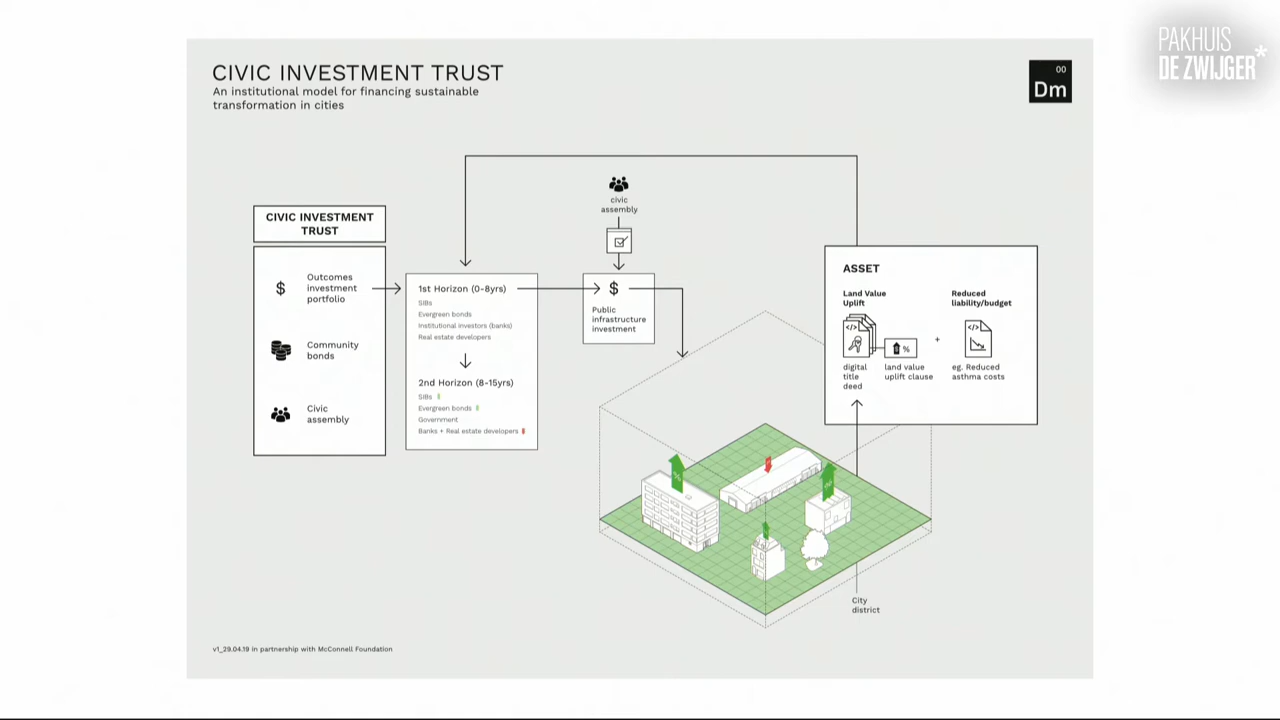 PAKHUIS
DE ZWIJGER*
CIVIC INVESTMENT TRUST
An institutional model for financing sustainable
transformation in cities
00
Dm
civic
assembly
CIVIC INVESTMENT
TRUST
$
Outcomes
investment
portfolio
Community
bonds
Civic
assembly
1st Horizon (0-8yrs)
SIBs
Evergreen bonds
Institutional investors (banks)
Real estate developers
2nd Horizon (8-15yrs)
SIBs
Evergreen bonds
Government
Banks + Real estate developers
$
Public
infrastructure
investment
ASSET
Land Value
Uplift
</>
%
digital
title
deed
land value
uplift clause
+
Reduced
liability/budget
</>
eg. Reduced
asthma costs
%
City
district
v1_29.04.19 in partnership with McConnell Foundation